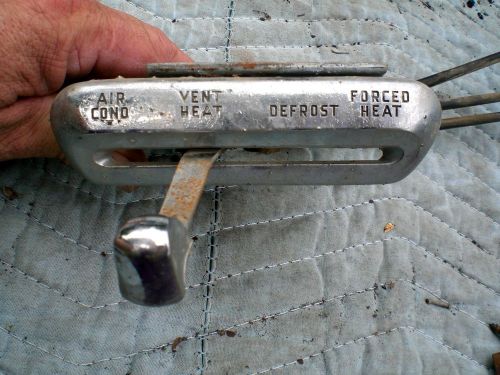 AIR VENT FORCED
COND HEAT DEFROST HEAT